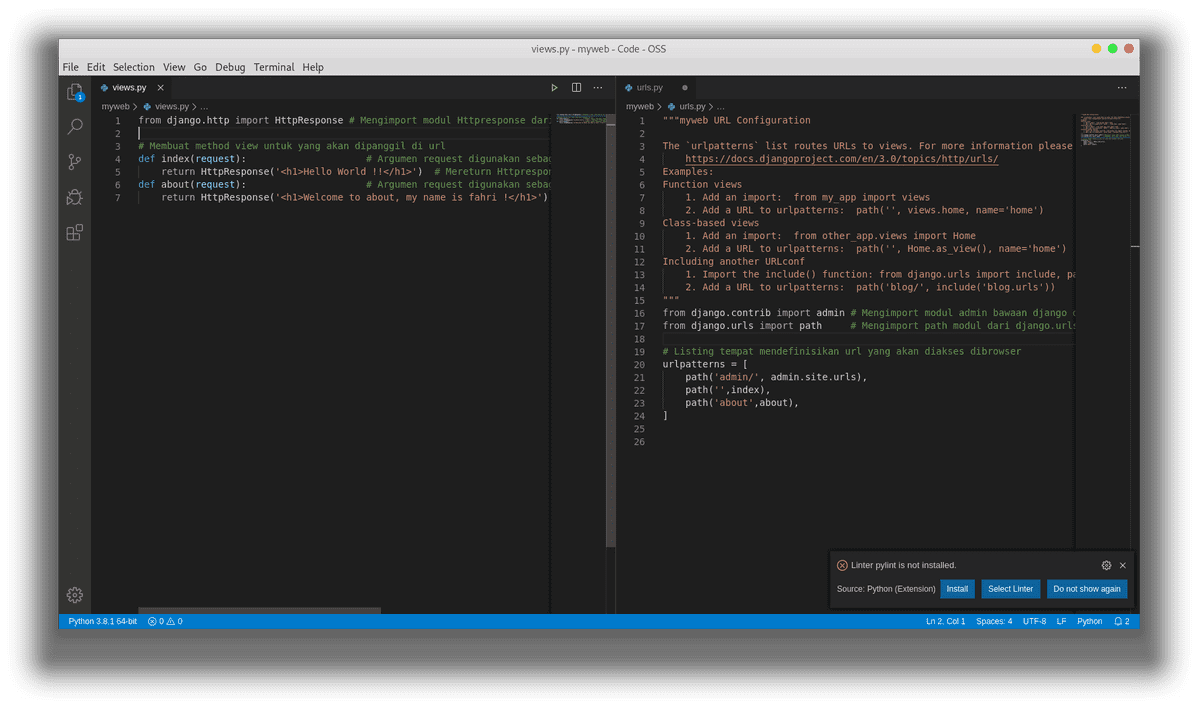 views.py - myweb - Code - OSS
File Edit Selection View Go Debug Terminal Help
views.py
myweb > views.py > ...
1 from django.http import HttpResponse # Mengimport modul Httpresponse dari
2
3 # Membuat method view untuk yang akan dipanggil di url
4 def index(request): # Argumen request digunakan seba
5 return HttpResponse('<h1>Hello World !!</h1>') # Mereturn Httprespon
6 def about(request): # Argumen request digunakan seba
7 return HttpResponse('<h1>Welcome to about, my name is fahri !</h1>')
urls.py
myweb > urls.py > ...
1 """myweb URL Configuration
2
3 The `urlpatterns` list routes URLs to views. For more information please
4 https://docs.djangoproject.com/en/3.0/topics/http/urls/
5 Examples:
6 Function views
7 1. Add an import:  from my_app import views
8 2. Add a URL to urlpatterns:  path('', views.home, name='home')
9 Class-based views
10 1. Add an import:  from other_app.views import Home
11 2. Add a URL to urlpatterns:  path('', Home.as_view(), name='home')
12 Including another URLconf
13 1. Import the include() function: from django.urls import include, pa
14 2. Add a URL to urlpatterns:  path('blog/', include('blog.urls'))
15 """
16 from django.contrib import admin # Mengimport modul admin bawaan django
17 from django.urls import path # Mengimport path modul dari django.urls
18
19 # Listing tempat mendefinisikan url yang akan diakses dibrowser
20 urlpatterns = [
21 path('admin/', admin.site.urls),
22 path('',index),
23 path('about',about),
24 ]
25
26
Linter pylint is not installed.
Source: Python (Extension) Install Select Linter Do not show again
1
Python 3.8.1 64-bit 0 0 Ln 2, Col 1 Spaces: 4 UTF-8 LF Python 2